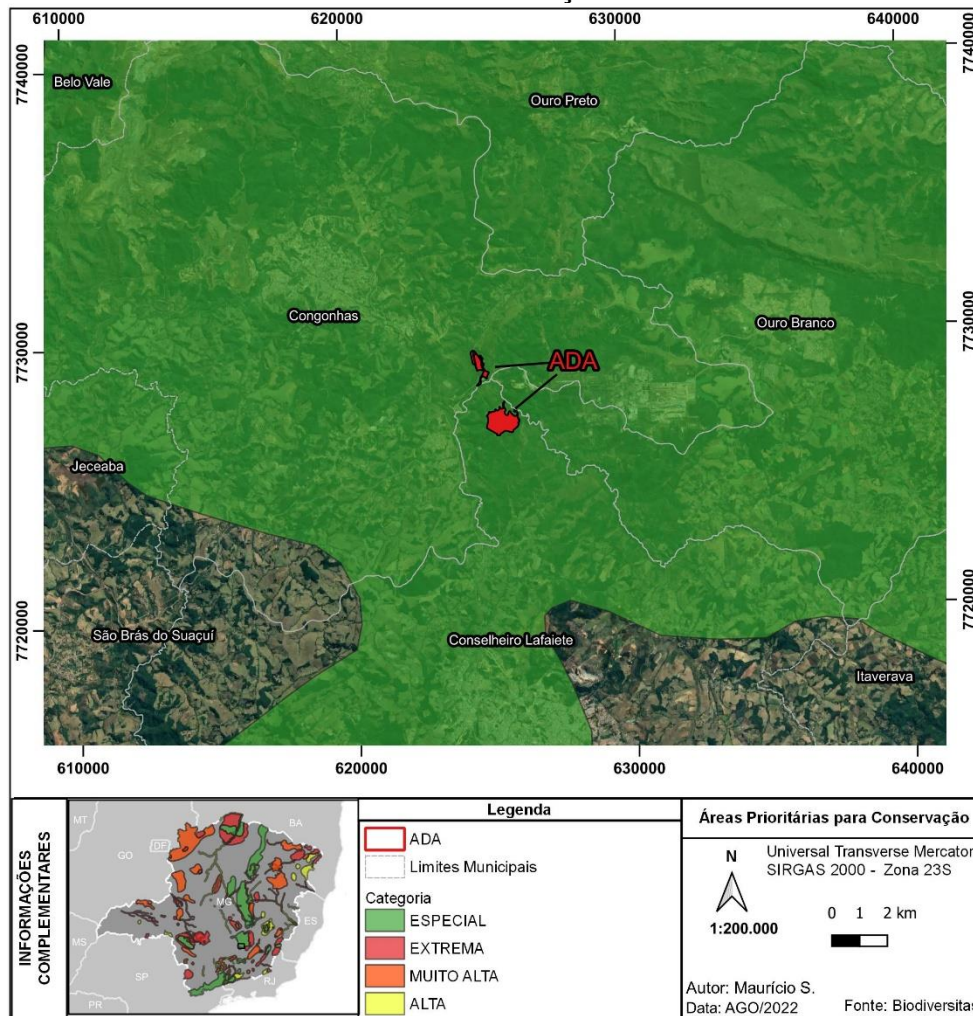 610000 620000 630000 640000
7740000
7740000
Belo Vale
Ouro Preto
Congonhas
Ouro Branco
7730000
7730000
ADA
Jeceaba
7720000
7720000
São Brás do Suaçuí
Conselheiro Lafaiete
Itaverava
610000 620000 630000 640000
INFORMAÇÕES
COMPLEMENTARES
MT
BA
GO
DF
MG
ES
MS
SP
RJ
PR
Legenda
ADA
Limites Municipais
Categoria
ESPECIAL
EXTREMA
MUITO ALTA
ALTA
Áreas Prioritárias para Conservação
N
Universal Transverse Mercator
SIRGAS 2000 - Zona 23S
1:200.000
0 1 2 km
Autor: Maurício S.
Data: AGO/2022 Fonte: Biodiversitas